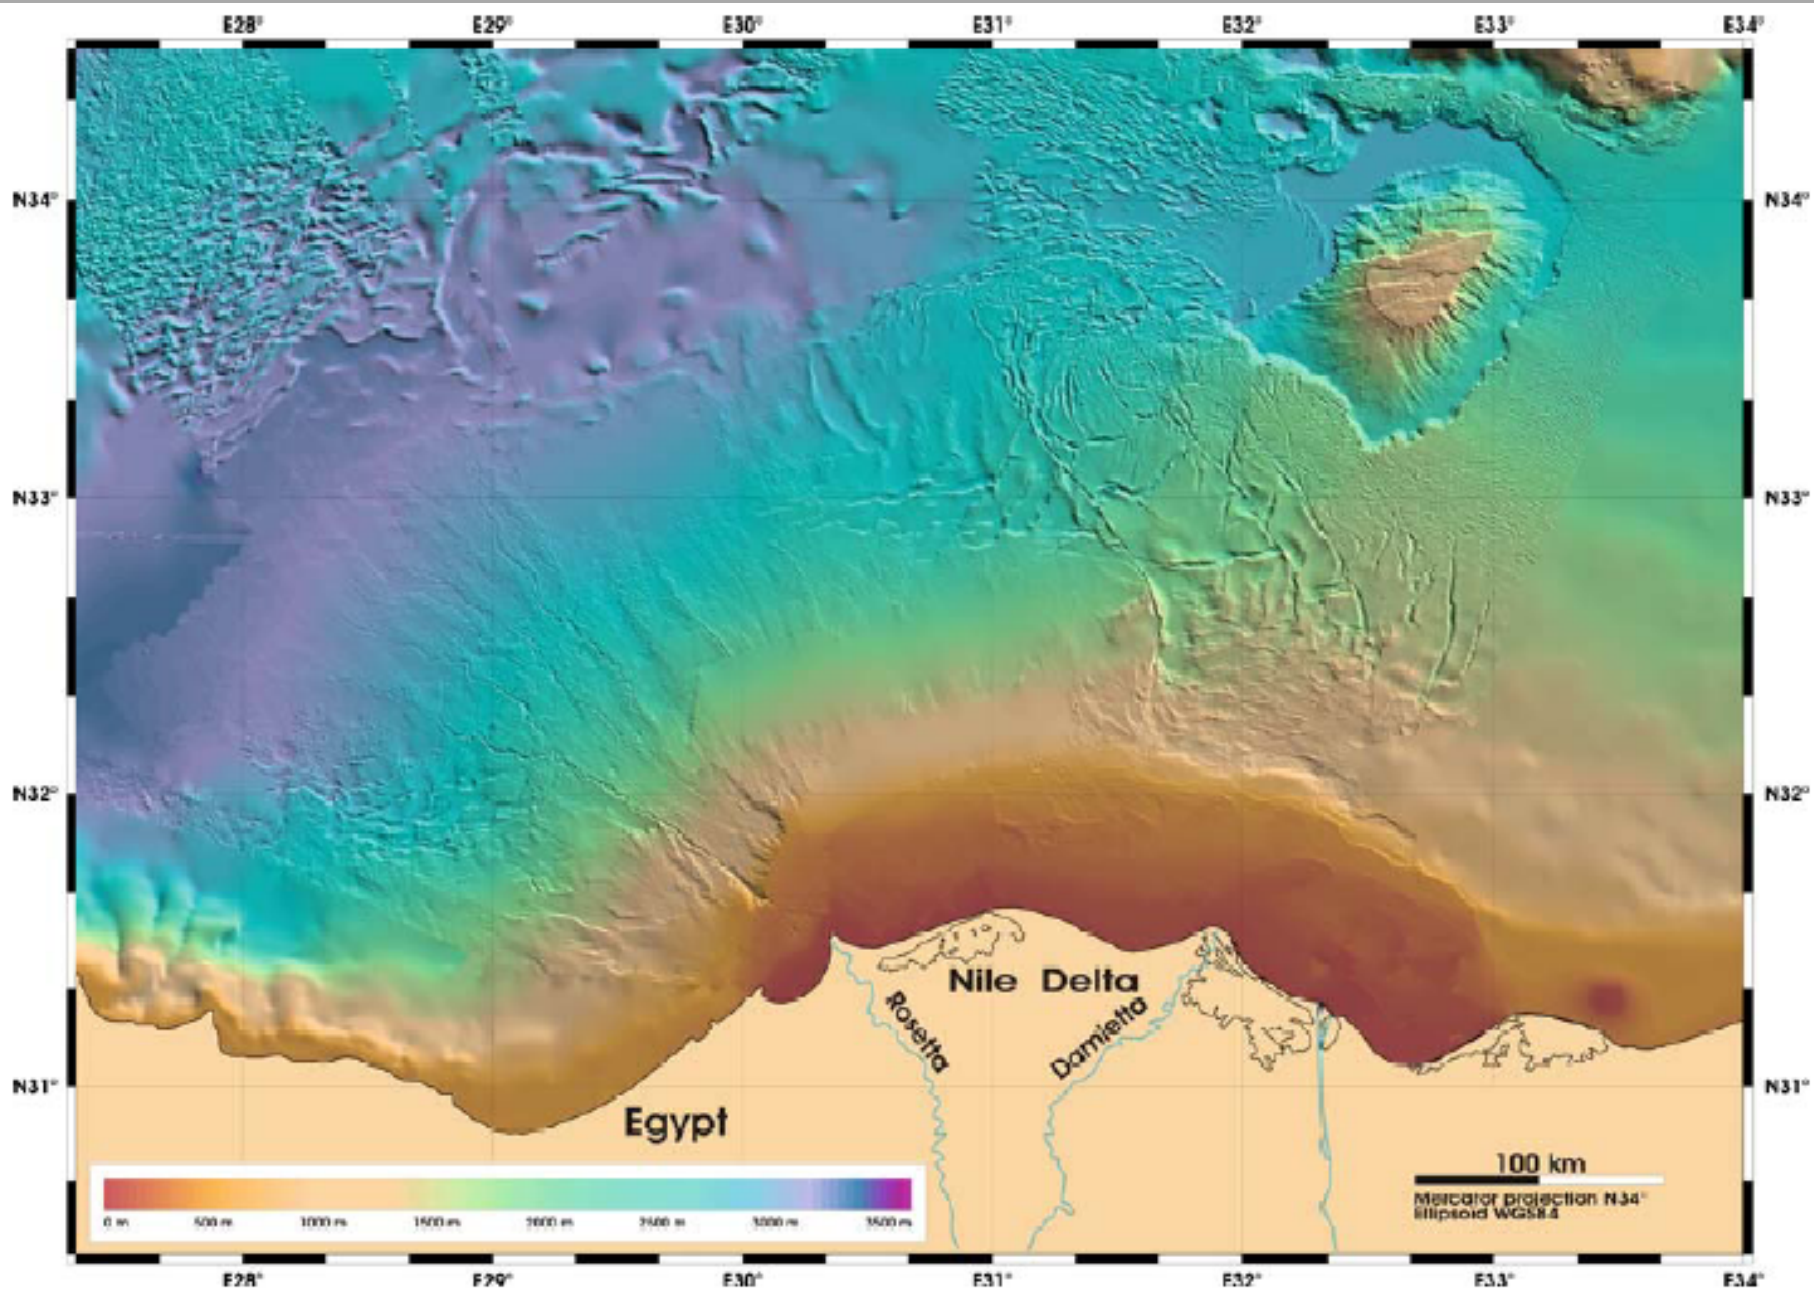 E28° E29° E30° E31° E32° E33° E34°
N34° N34°
N33° N33°
N32° N32°
Nile Delta
Rosetta
Damietta
N31° N31°
Egypt
100 km
Mercator projection N34°
Ellipsoid WGS84
0 m 500 m 1000 m 1500 m 2000 m 2500 m 3000 m 3500 m
E28° E29° E30° E31° E32° E33° E34°